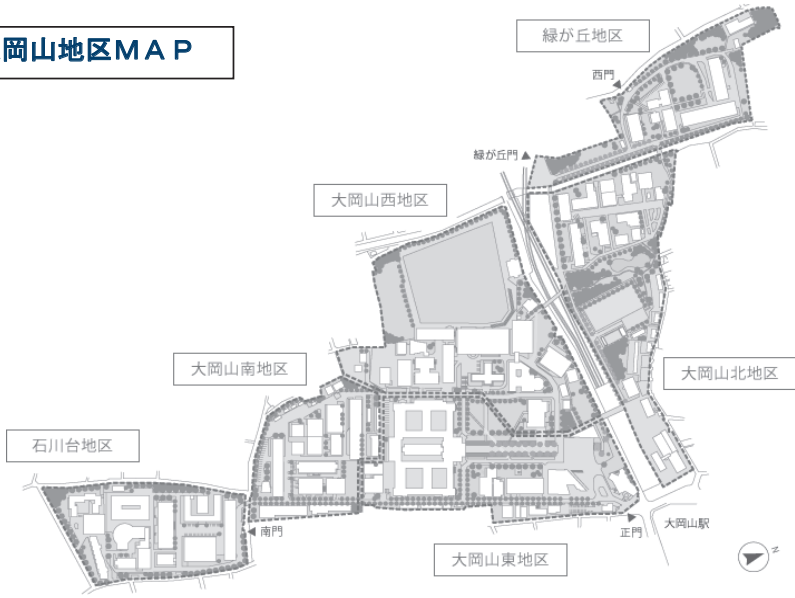 岡山地区ＭＡＰ
緑が丘地区
西門
緑が丘門
大岡山西地区
大岡山南地区
大岡山北地区
石川台地区
南門
大岡山東地区
正門
大岡山駅
N